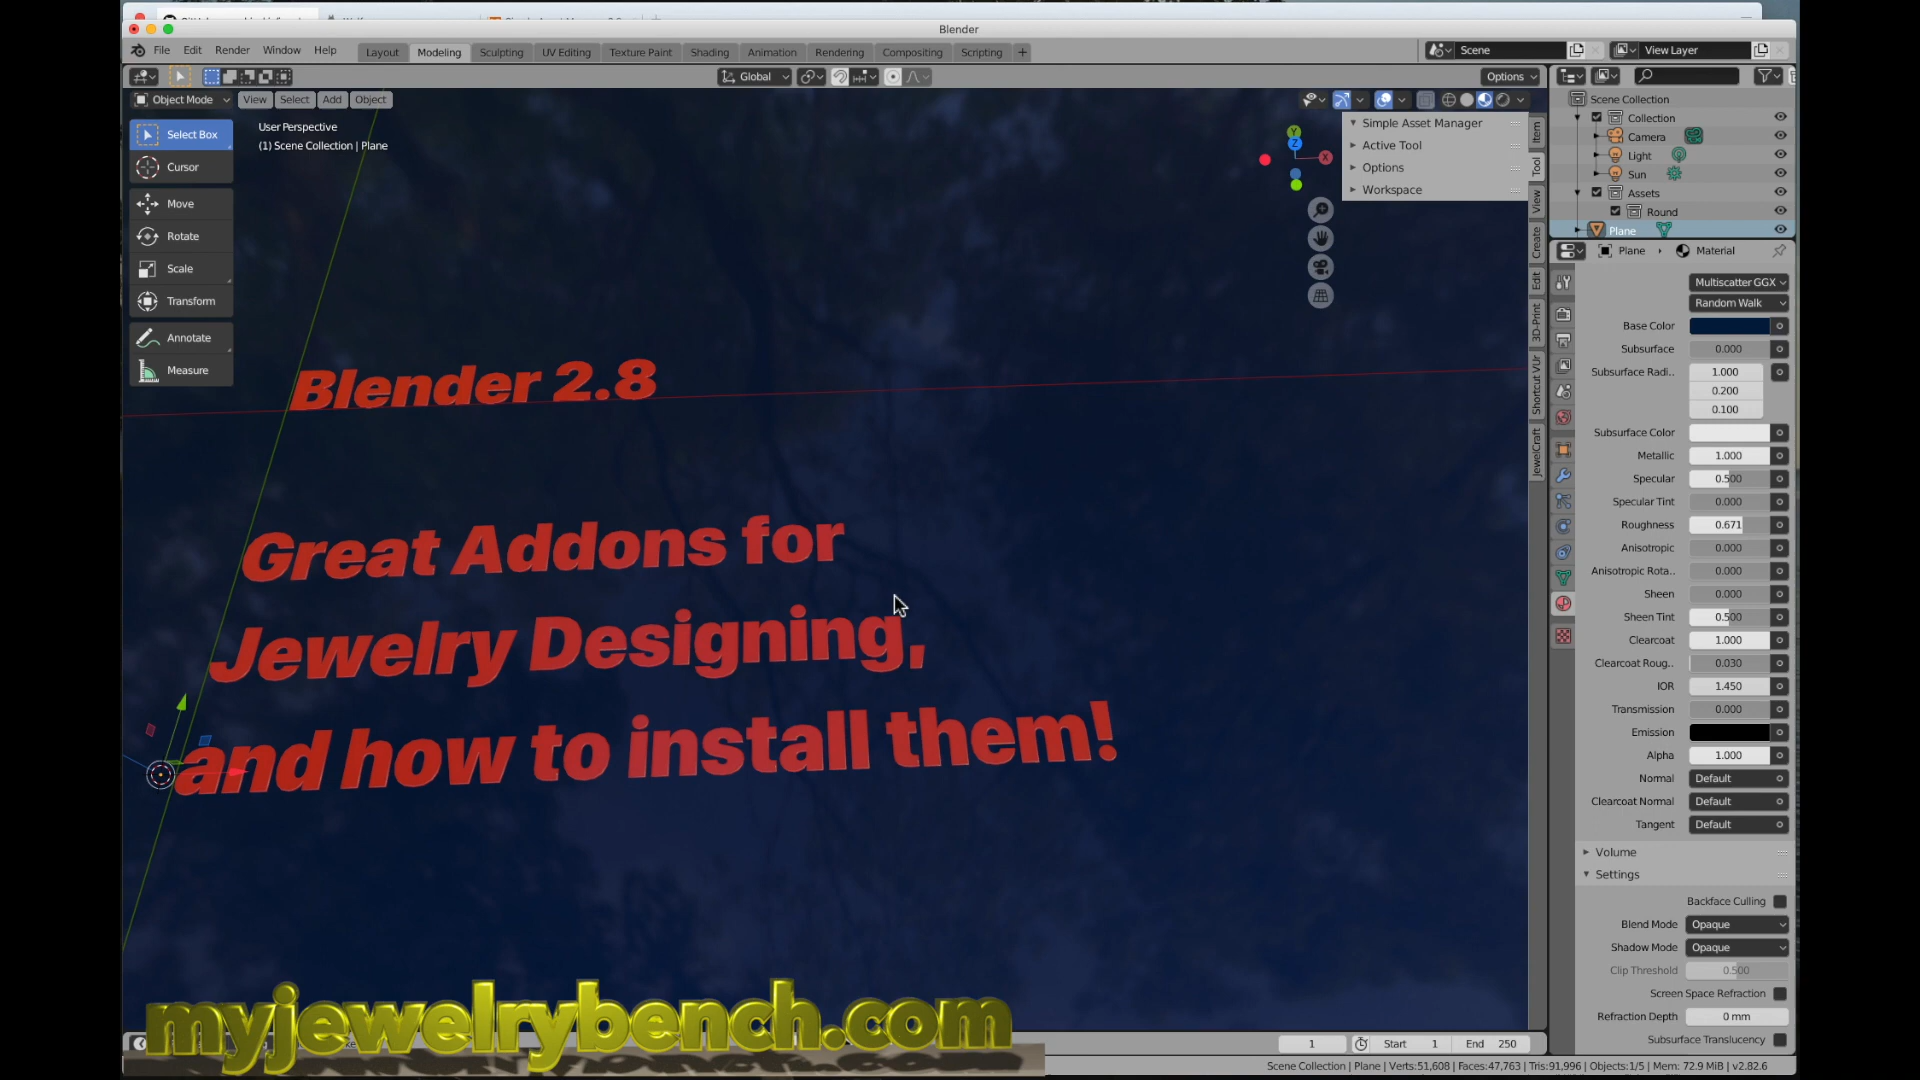 Blender
File Edit Render Window Help Layout Modeling Sculpting UV Editing Texture Paint Shading Animation Rendering Compositing Scripting + Scene View Layer
Global Options
Object Mode View Select Add Object
Select Box
Cursor
Move
Rotate
Scale
Transform
Annotate
Measure
User Perspective
(1) Scene Collection | Plane
Blender 2.8
Great Addons for
Jewelry Designing,
and how to install them!
myjewelrybench.com
Y
Z
X
Simple Asset Manager
Active Tool
Options
Workspace
Item
Tool
View
Create
Edit
3D-Print
Shortcut VUr
JewelCraft
Scene Collection
Collection
Camera
Light
Sun
Assets
Round
Plane
Plane Material
Multiscatter GGX
Random Walk
Base Color
Subsurface 0.000
Subsurface Radi.. 1.000
0.200
0.100
Subsurface Color
Metallic 1.000
Specular 0.500
Specular Tint 0.000
Roughness 0.671
Anisotropic 0.000
Anisotropic Rota.. 0.000
Sheen 0.000
Sheen Tint 0.500
Clearcoat 1.000
Clearcoat Roug.. 0.030
IOR 1.450
Transmission 0.000
Emission
Alpha 1.000
Normal Default
Clearcoat Normal Default
Tangent Default
Volume
Settings
Backface Culling
Blend Mode Opaque
Shadow Mode Opaque
Clip Threshold 0.500
Screen Space Refraction
Refraction Depth 0 mm
Subsurface Translucency
1 Start 1 End 250
Scene Collection | Plane | Verts:51,608 | Faces:47,763 | Tris:91,996 | Objects:1/5 | Mem: 72.9 MiB | v2.82.6